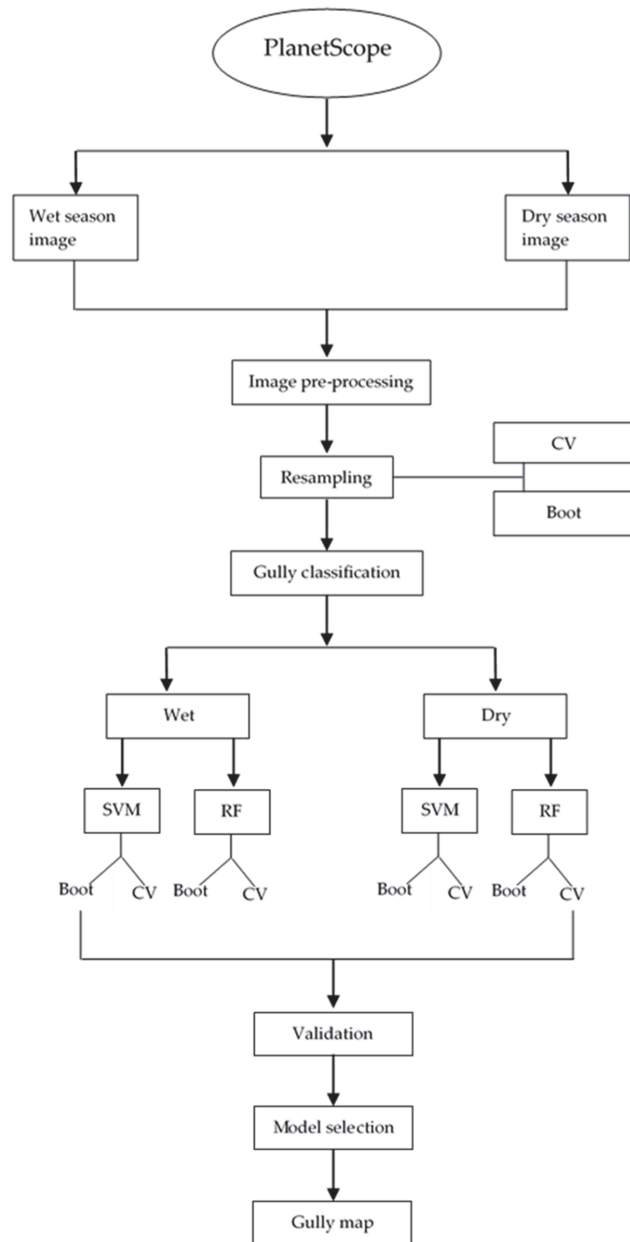 PlanetScope
Wet season
image
Dry season
image
Image pre-processing
CV
Resampling
Boot
Gully classification
Wet
Dry
SVM
RF
SVM
RF
Boot
CV
Boot
CV
Boot
CV
Boot
CV
Validation
Model selection
Gully map